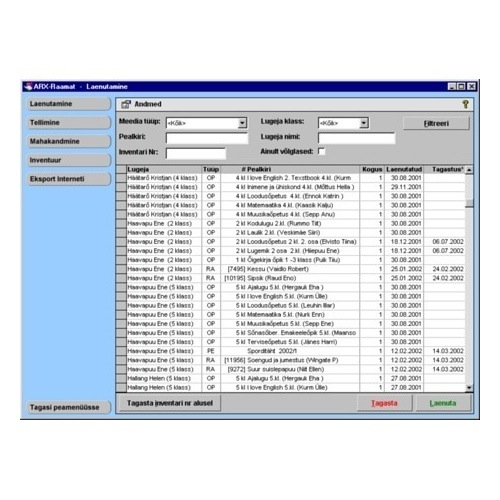 ARX-Raamat - Laenutamine
Laenutamine
Tellimine
Mahakandmine
Inventuur
Eksport Interneti
Tagasi peamenüüsse
Andmed
?
Meedia tüüp: <Kõik> Lugeja klass: <Kõik> Filtreeri
Pealkiri: Lugeja nimi:
Inventari Nr: Ainult võlglased:
Lugeja Tüüp # Pealkiri Kogus Laenutatud Tagastus
Häätarõ Kristjan (4 klass) OP 4 kl I love English 2. Textbook 4.kl. (Kurm 1 30.08.2001
Häätarõ Kristjan (4 klass) OP 4 kl Inimene ja ühiskond 4.kl. (Mõttus Hella ) 1 29.11.2001
Häätarõ Kristjan (4 klass) OP 4 kl Loodusõpetus 4.kl. (Ennok Katrin ) 1 30.08.2001
Häätarõ Kristjan (4 klass) OP 4 kl Matemaatika 4.kl. (Kaasik Kalju) 1 30.08.2001
Häätarõ Kristjan (4 klass) OP 4 kl Muusikaõpetus 4.kl. (Sepp Anu) 1 30.08.2001
Haavapu Ene (2 klass) OP 2 kl Kodulugu 2.kl. (Rummo Tiit) 1 30.08.2001
Haavapu Ene (2 klass) OP 2 kl Laulik 2.kl. (Veskimäe Siiri) 1 30.08.2001
Haavapu Ene (2 klass) OP 2 kl Loodusõpetus 2 kl. 2. osa (Elvisto Tiina) 1 18.12.2001 06.07.2002
Haavapu Ene (2 klass) OP 2 kl Lugemik 2 osa 2.kl. (Hiiepuu Ene) 1 18.12.2001 06.07.2002
Haavapu Ene (2 klass) OP 2 kl Õigekirja õpik 1 -3 klass (Puik Tiiu) 1 30.08.2001
Haavapu Ene (2 klass) RA [7495] Kessu (Vaidlo Robert) 1 25.01.2002 24.02.2002
Haavapu Ene (2 klass) RA [10195] Sipsik (Raud Eno) 1 25.01.2002 24.02.2002
Haavapuu Ene (5 klass) OP 5 kl Ajalugu 5.kl. (Hergauk Eha ) 1 30.08.2001
Haavapuu Ene (5 klass) OP 5 kl I love English 5.kl. (Kurm Ülle) 1 30.08.2001
Haavapuu Ene (5 klass) OP 5 kl Loodusõpetus 5.kl. (Leuhin Ilar) 1 30.08.2001
Haavapuu Ene (5 klass) OP 5 kl Matemaatika 5.kl. (Nurk Enn) 1 30.08.2001
Haavapuu Ene (5 klass) OP 5 kl Muusikaõpetus 5.kl. (Sepp Ene) 1 30.08.2001
Haavapuu Ene (5 klass) OP 5 kl Sõnasõber. Emakeeleõpik 5.kl. (Maanso 1 30.08.2001
Haavapuu Ene (5 klass) OP 5 kl Terviseõpetus 5.kl. (Jänes Harri) 1 30.08.2001
Haavapuu Ene (5 klass) PE Sporditäht 2002/1 1 12.02.2002 14.03.2002
Haavapuu Ene (5 klass) RA [11956] Soengud ja jumestus (Wingate P) 1 12.02.2002 14.03.2002
Haavapuu Ene (5 klass) RA [9272] Suur suislepapuu (Niit Ellen) 1 12.02.2002 14.03.2002
Hallang Helen (5 klass) OP 5 kl Ajalugu 5.kl. (Hergauk Eha ) 1 27.08.2001
Hallang Helen (5 klass) OP 5 kl I love English 5.kl. (Kurm Ülle) 1 27.08.2001
Tagasta inventari nr alusel Tagasta Laenuta